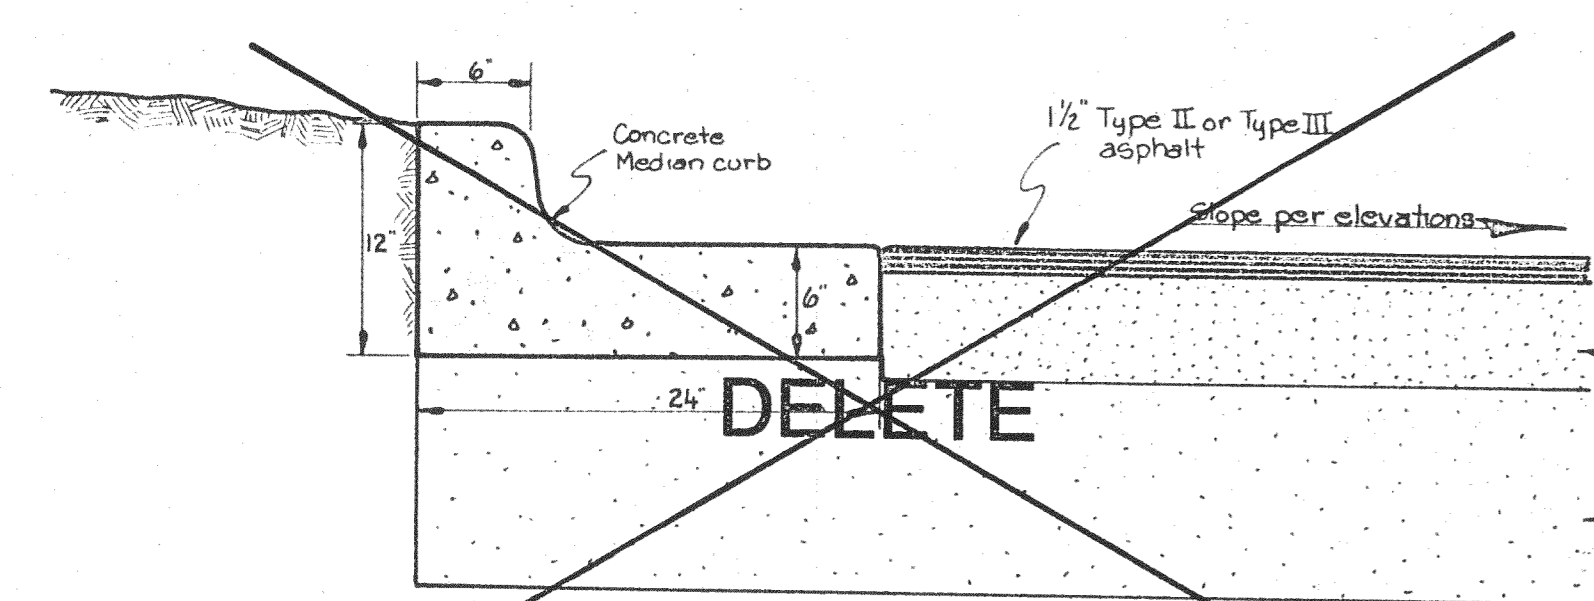 6"
Concrete
Median curb
1½" Type II or Type III
asphalt
Slope per elevations
12"
6"
24"
DELETE